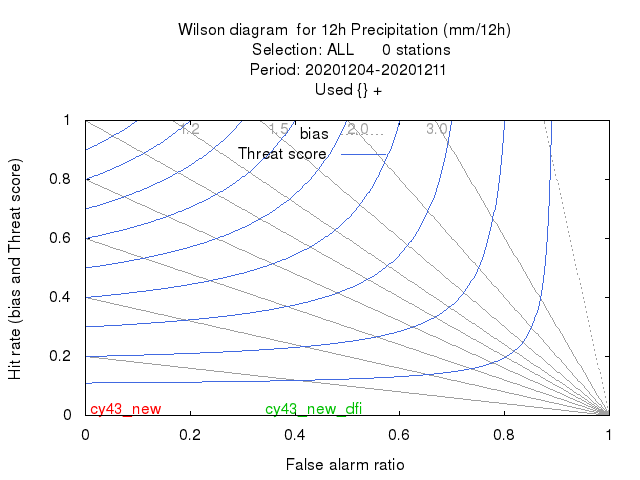 Wilson diagram  for 12h Precipitation (mm/12h)
Selection: ALL      0 stations
Period: 20201204-20201211
Used {} +
1 1.2 1.5 2.0 3.0
bias
Threat score
0.8
0.6
0.4
0.2
0
Hit rate (bias and Threat score)
cy43_new cy43_new_dfi
0 0.2 0.4 0.6 0.8 1
False alarm ratio